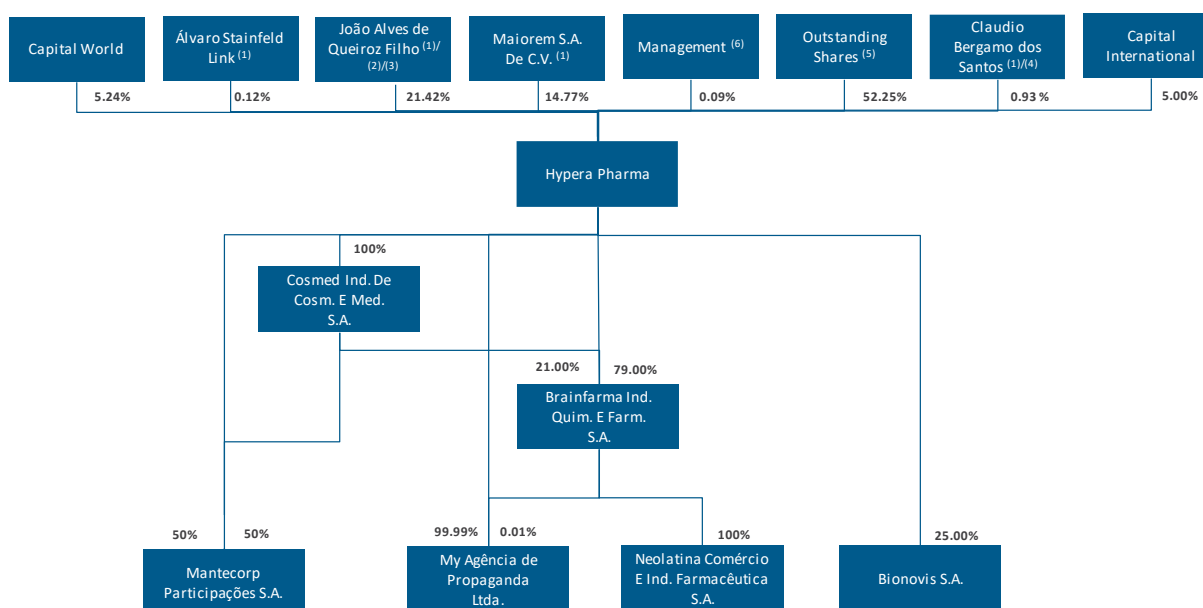 Capital World
Álvaro Stainfeld
Link (1)
João Alves de
Queiroz Filho (1)/
(2)/(3)
Maiorem S.A.
De C.V. (1)
Management (6)
Outstanding
Shares (5)
Claudio
Bergamo dos
Santos (1)/(4)
Capital
International
5.24%
0.12%
21.42%
14.77%
0.09%
52.25%
0.93 %
5.00%
Hypera Pharma
100%
Cosmed Ind. De
Cosm. E Med.
S.A.
21.00%
79.00%
Brainfarma Ind.
Quim. E Farm.
S.A.
50%
50%
99.99%
0.01%
100%
25.00%
Mantecorp
Participações S.A.
My Agência de
Propaganda
Ltda.
Neolatina Comércio
E Ind. Farmacêutica
S.A.
Bionovis S.A.